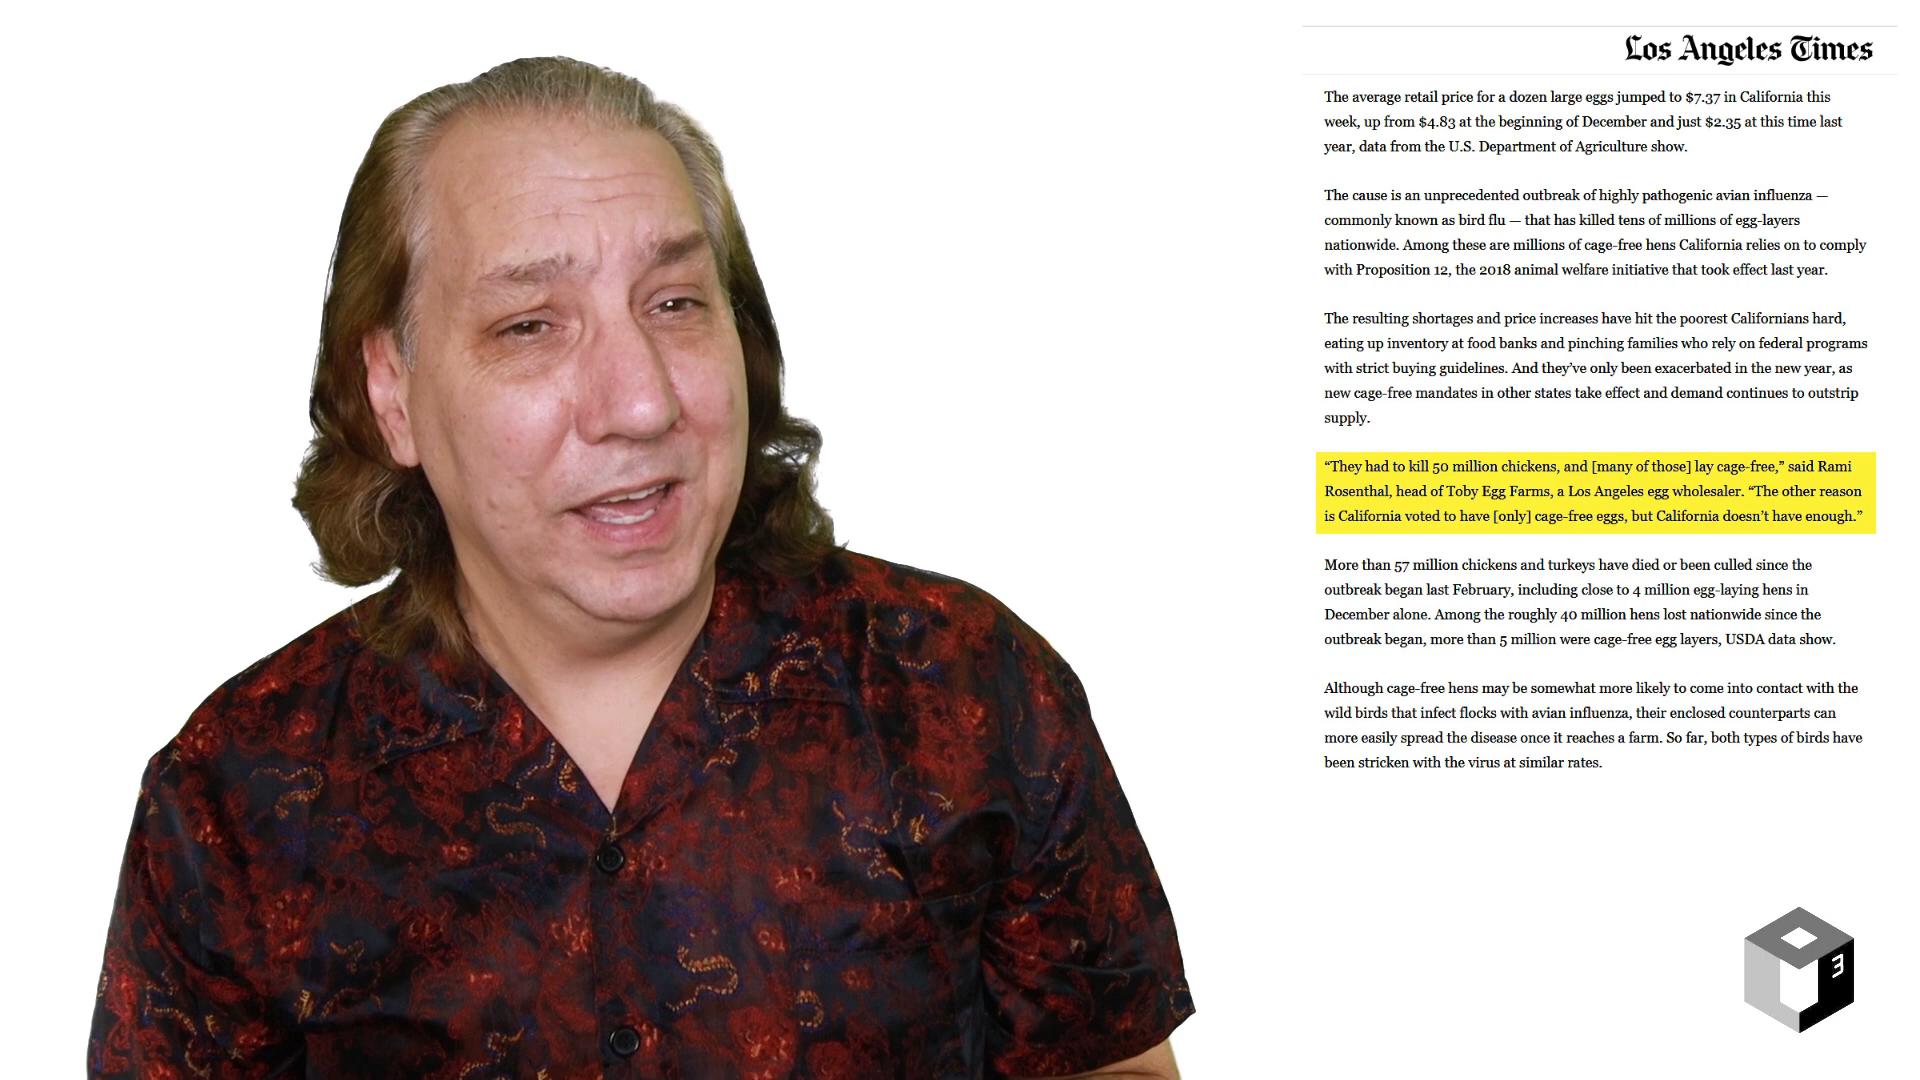 Los Angeles Times
The average retail price for a dozen large eggs jumped to $7.37 in California this
week, up from $4.83 at the beginning of December and just $2.35 at this time last
year, data from the U.S. Department of Agriculture show.
The cause is an unprecedented outbreak of highly pathogenic avian influenza —
commonly known as bird flu — that has killed tens of millions of egg-layers
nationwide. Among these are millions of cage-free hens California relies on to comply
with Proposition 12, the 2018 animal welfare initiative that took effect last year.
The resulting shortages and price increases have hit the poorest Californians hard,
eating up inventory at food banks and pinching families who rely on federal programs
with strict buying guidelines. And they’ve only been exacerbated in the new year, as
new cage-free mandates in other states take effect and demand continues to outstrip
supply.
“They had to kill 50 million chickens, and [many of those] lay cage-free,” said Rami
Rosenthal, head of Toby Egg Farms, a Los Angeles egg wholesaler. “The other reason
is California voted to have [only] cage-free eggs, but California doesn’t have enough.”
More than 57 million chickens and turkeys have died or been culled since the
outbreak began last February, including close to 4 million egg-laying hens in
December alone. Among the roughly 40 million hens lost nationwide since the
outbreak began, more than 5 million were cage-free egg layers, USDA data show.
Although cage-free hens may be somewhat more likely to come into contact with the
wild birds that infect flocks with avian influenza, their enclosed counterparts can
more easily spread the disease once it reaches a farm. So far, both types of birds have
been stricken with the virus at similar rates.
3